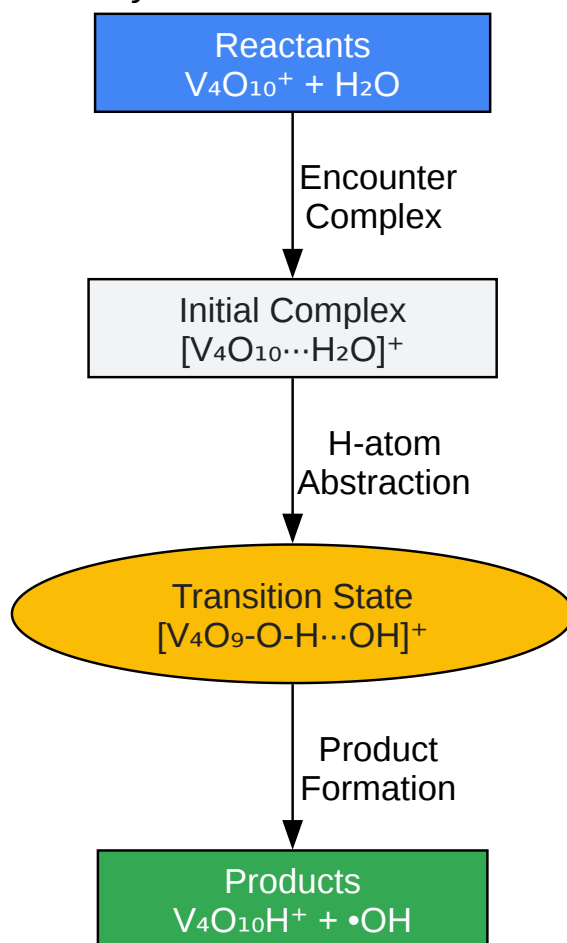 Reactants
V₄O₁₀⁺ + H₂O
Encounter
Complex
Initial Complex
[V₄O₁₀···H₂O]⁺
H-atom
Abstraction
Transition State
[V₄O₉-O-H···OH]⁺
Product
Formation
Products
V₄O₁₀H⁺ + •OH